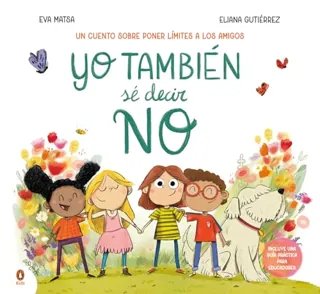 EVA MATSA
ELIANA GUTIÉRREZ
UN CUENTO SOBRE PONER LÍMITES A LOS AMIGOS
YO TAMBIÉN
sé decir
NO
INCLUYE UNA
GUÍA PRÁCTICA
PARA
EDUCADORES
Kids